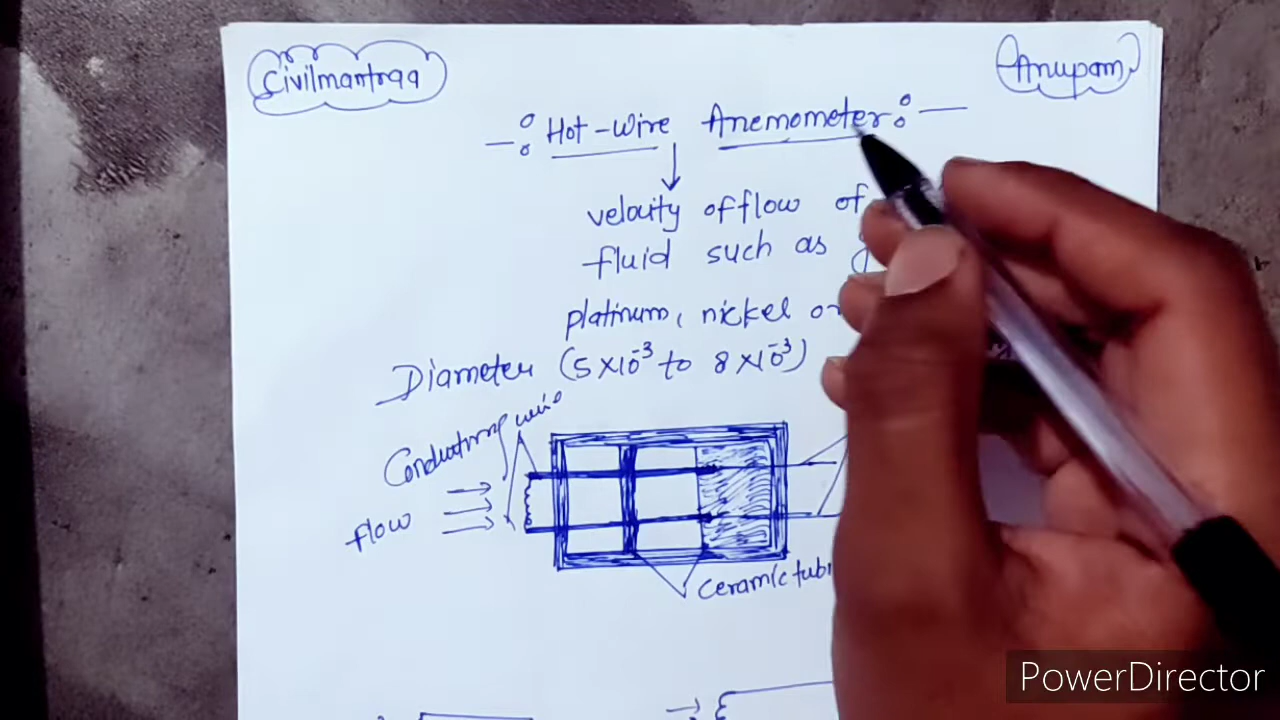 Civilmantraa
Anupam
Hot-wire Anemometer
velocity of flow of
fluid such as
platinum, nickel or
Diameter (5×10⁻³ to 8×10⁻³)
Conducting wire
flow
Ceramic tub
PowerDirector